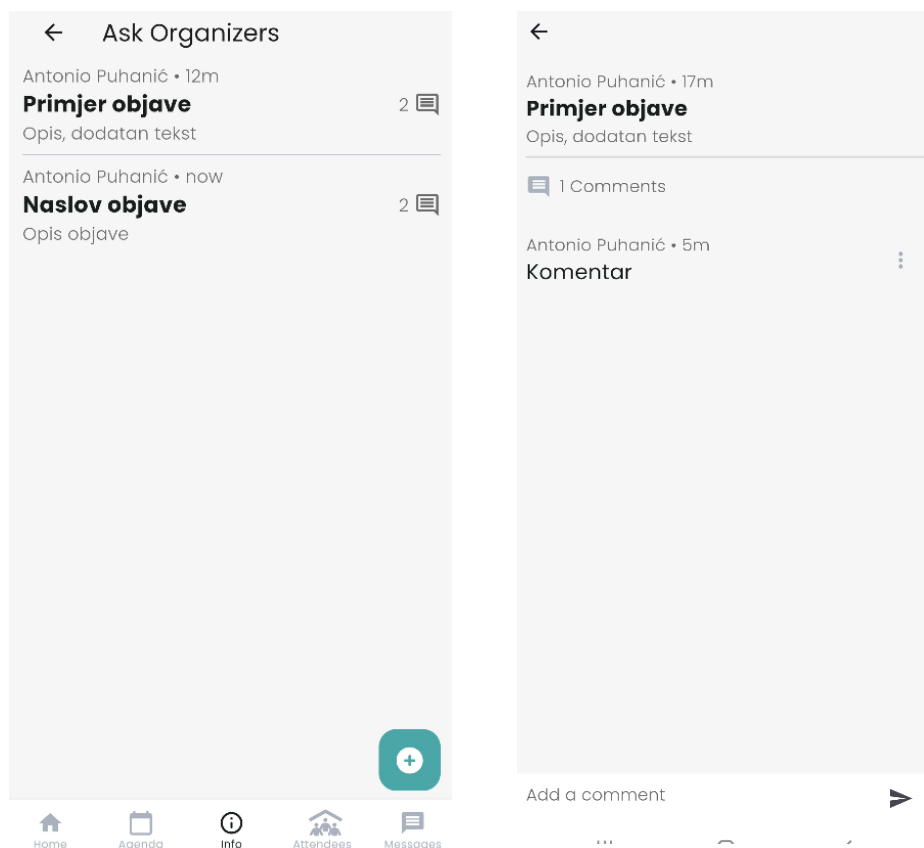 Ask Organizers
Antonio Puhanić • 12m
Primjer objave
2
Opis, dodatan tekst
Antonio Puhanić • now
Naslov objave
2
Opis objave
Home
Agenda
Info
Attendees
Messages
Antonio Puhanić • 17m
Primjer objave
Opis, dodatan tekst
1 Comments
Antonio Puhanić • 5m
Komentar
Add a comment